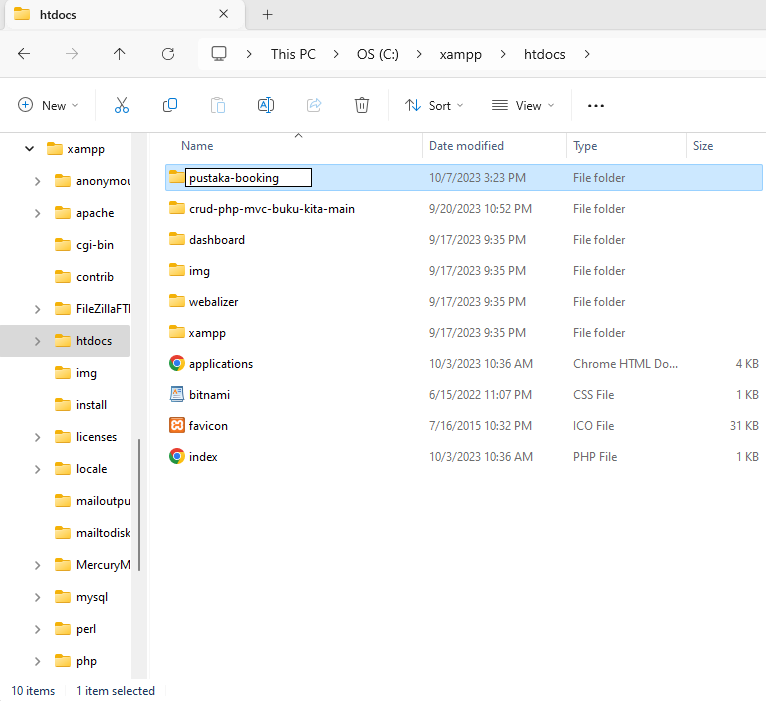 htdocs
This PC > OS (C:) > xampp > htdocs >
New Sort View
Name Date modified Type Size
xampp
anonymou
apache
cgi-bin
contrib
FileZillaFTI
htdocs
img
install
licenses
locale
mailoutpu
mailtodisk
MercuryM
mysql
perl
php
pustaka-booking 10/7/2023 3:23 PM File folder
crud-php-mvc-buku-kita-main 9/20/2023 10:52 PM File folder
dashboard 9/17/2023 9:35 PM File folder
img 9/17/2023 9:35 PM File folder
webalizer 9/17/2023 9:35 PM File folder
xampp 9/17/2023 9:35 PM File folder
applications 10/3/2023 10:36 AM Chrome HTML Do... 4 KB
bitnami 6/15/2022 11:07 PM CSS File 1 KB
favicon 7/16/2015 10:32 PM ICO File 31 KB
index 10/3/2023 10:36 AM PHP File 1 KB
10 items 1 item selected